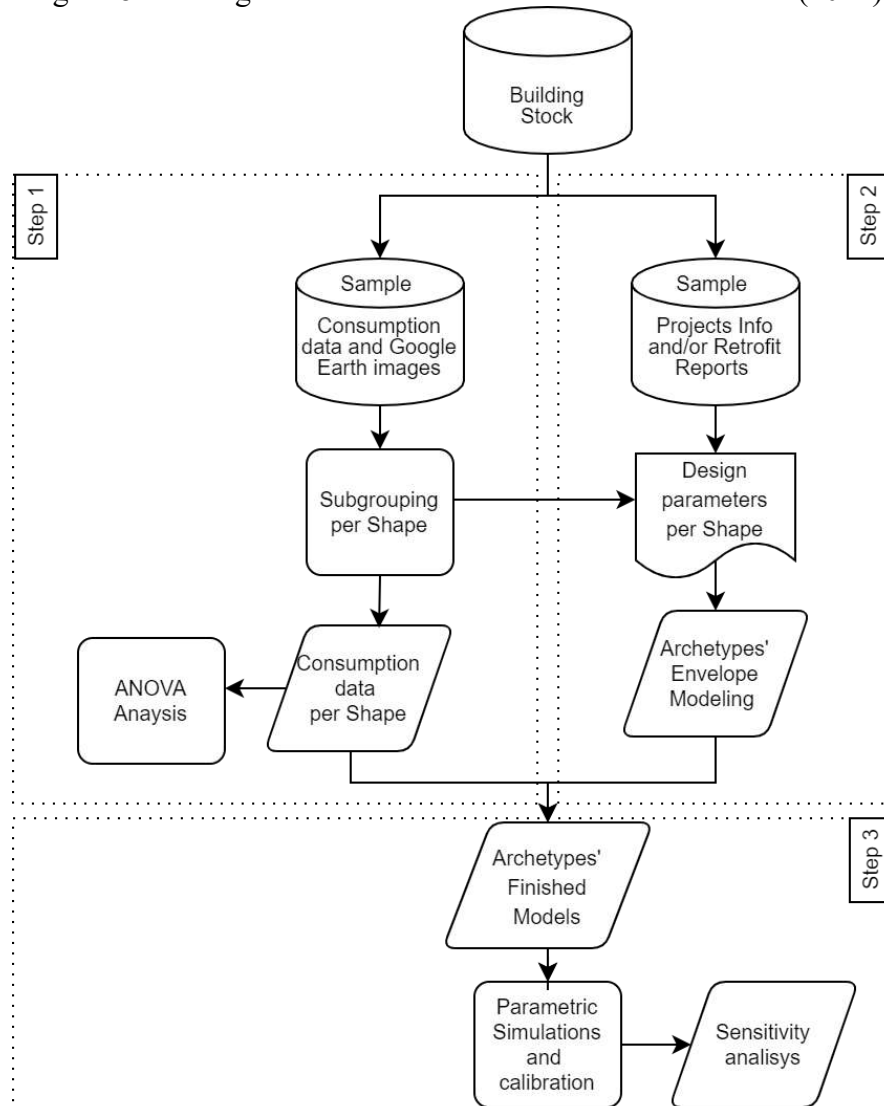 (
Building
Stock
Step 1
Step 2
Sample
Consumption
data and Google
Earth images
Sample
Projects Info
and/or Retrofit
Reports
Subgrouping
per Shape
Design
parameters
per Shape
ANOVA
Anaysis
Consumption
data
per Shape
Archetypes'
Envelope
Modeling
Step 3
Archetypes'
Finished
Models
Parametric
Simulations
and
calibration
Sensitivity
analisys